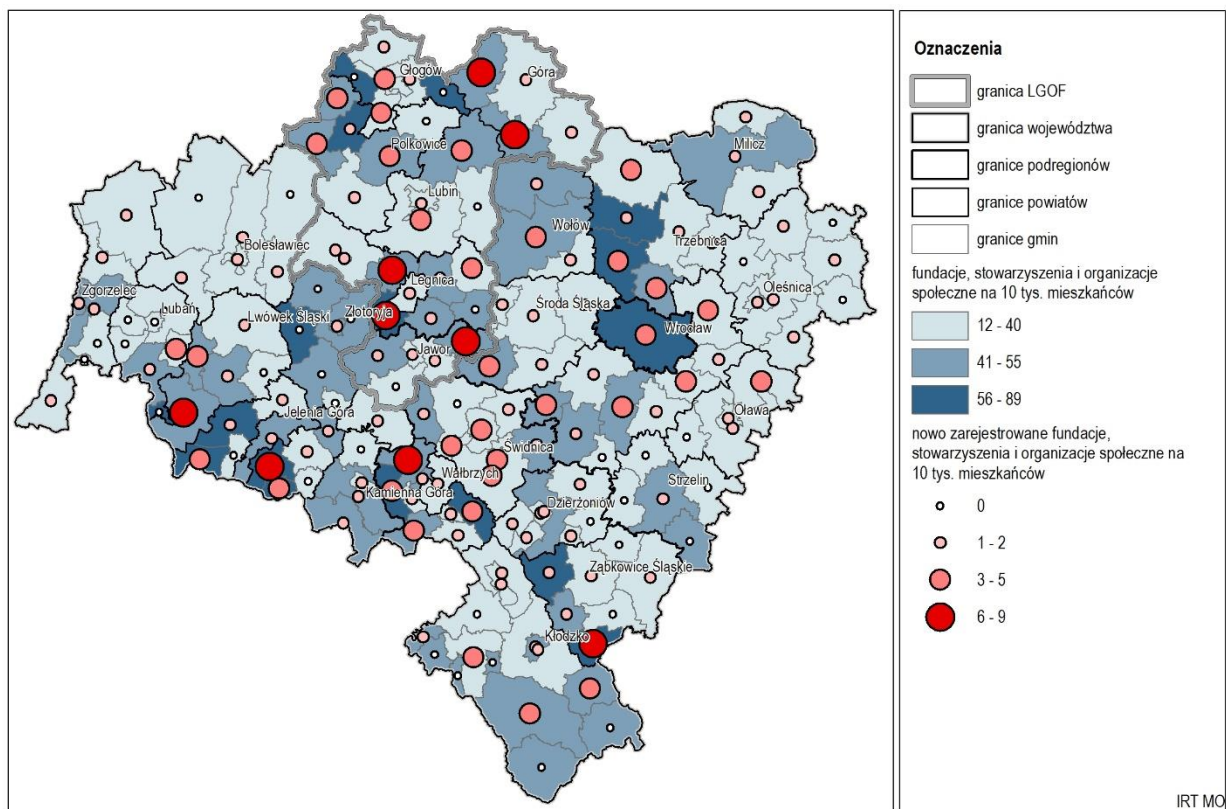 Głogów
Góra
Polkowice
Milicz
Lubin
Wołów
Trzebnica
Bolesławiec
Legnica
Oleśnica
Zgorzelec
Złotoryja
Środa Śląska
Lubań
Lwówek Śląski
Wrocław
Jawor
Jelenia Góra
Oława
Świdnica
Wałbrzych
Kamienna Góra
Strzelin
Dzierżoniów
Ząbkowice Śląskie
Kłodzko
Oznaczenia
granica LGOF
granica województwa
granice podregionów
granice powiatów
granice gmin
fundacje, stowarzyszenia i organizacje
społeczne na 10 tys. mieszkańców
12 - 40
41 - 55
56 - 89
nowo zarejestrowane fundacje,
stowarzyszenia i organizacje społeczne na
10 tys. mieszkańców
0
1 - 2
3 - 5
6 - 9
IRT MO